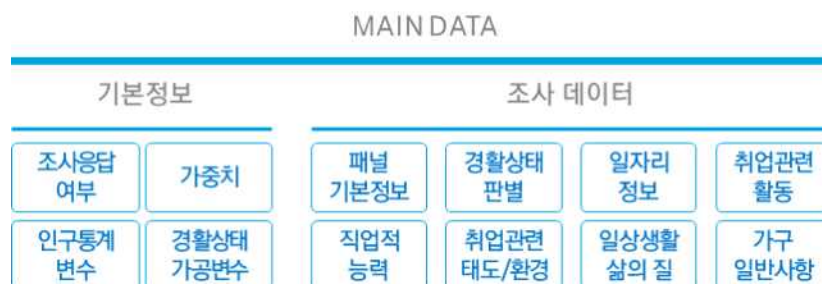 MAIN DATA
기본정보
조사 데이터
조사응답
여부
가중치
패널
기본정보
경활상태
판별
일자리
정보
취업관련
활동
인구통계
변수
경활상태
가공변수
직업적
능력
취업관련
태도/환경
일상생활
삶의 질
가구
일반사항